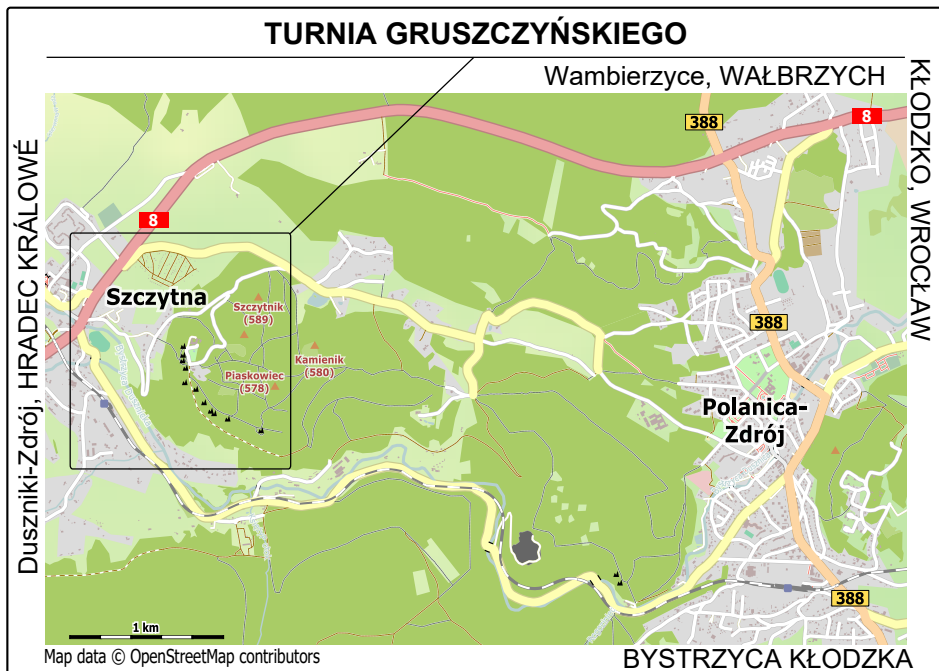 TURNIA GRUSZCZYŃSKIEGO
Wambierzyce, WAŁBRZYCH
KŁODZKO, WROCŁAW
Duszniki-Zdrój, HRADEC KRÁLOWÉ
388
8
8
Szczytna
Szczytnik
(589)
Kamienik
(580)
Piaskowiec
(578)
388
Polanica-
Zdrój
388
1 km
Map data © OpenStreetMap contributors
BYSTRZYCA KŁODZKA